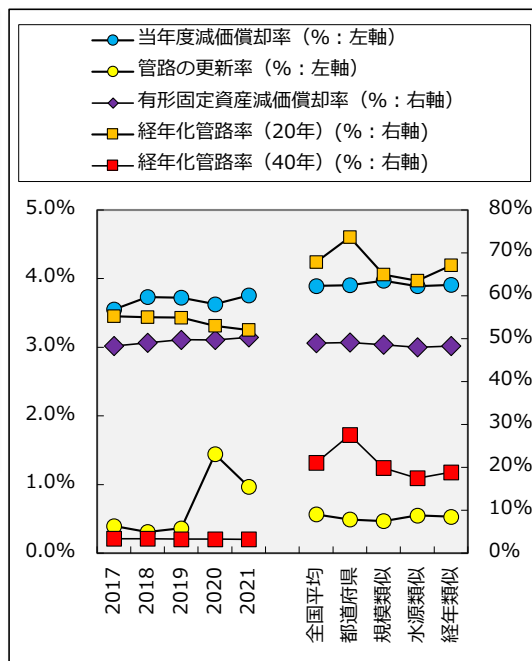 当年度減価償却率（%：左軸）
管路の更新率（%：左軸）
有形固定資産減価償却率（%：右軸）
経年化管路率（20年）(%：右軸)
経年化管路率（40年）(%：右軸)
5.0%
4.0%
3.0%
2.0%
1.0%
0.0%
80%
70%
60%
50%
40%
30%
20%
10%
0%
2017
2018
2019
2020
2021
全国平均
都道府県
規模類似
水源類似
経年類似